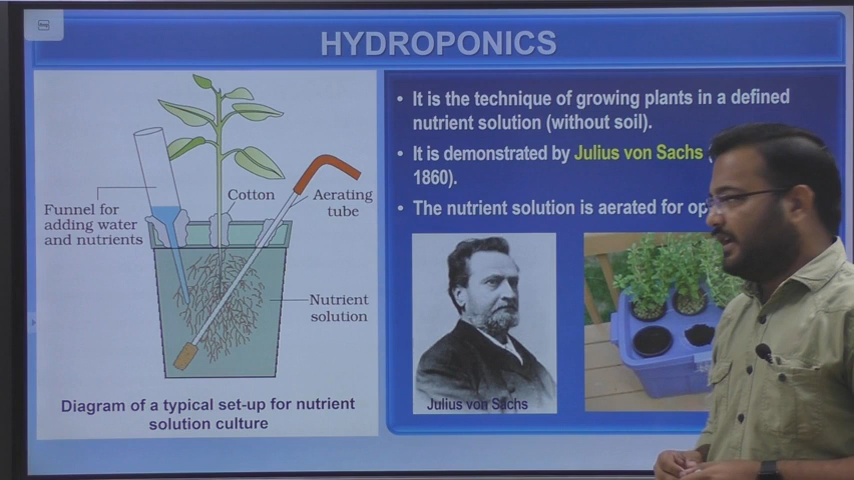 HYDROPONICS
Funnel for
adding water
and nutrients
Cotton
Aerating
tube
Nutrient
solution
Diagram of a typical set-up for nutrient
solution culture
• It is the technique of growing plants in a defined
nutrient solution (without soil).
• It is demonstrated by Julius von Sachs
1860).
• The nutrient solution is aerated for
Julius von Sachs